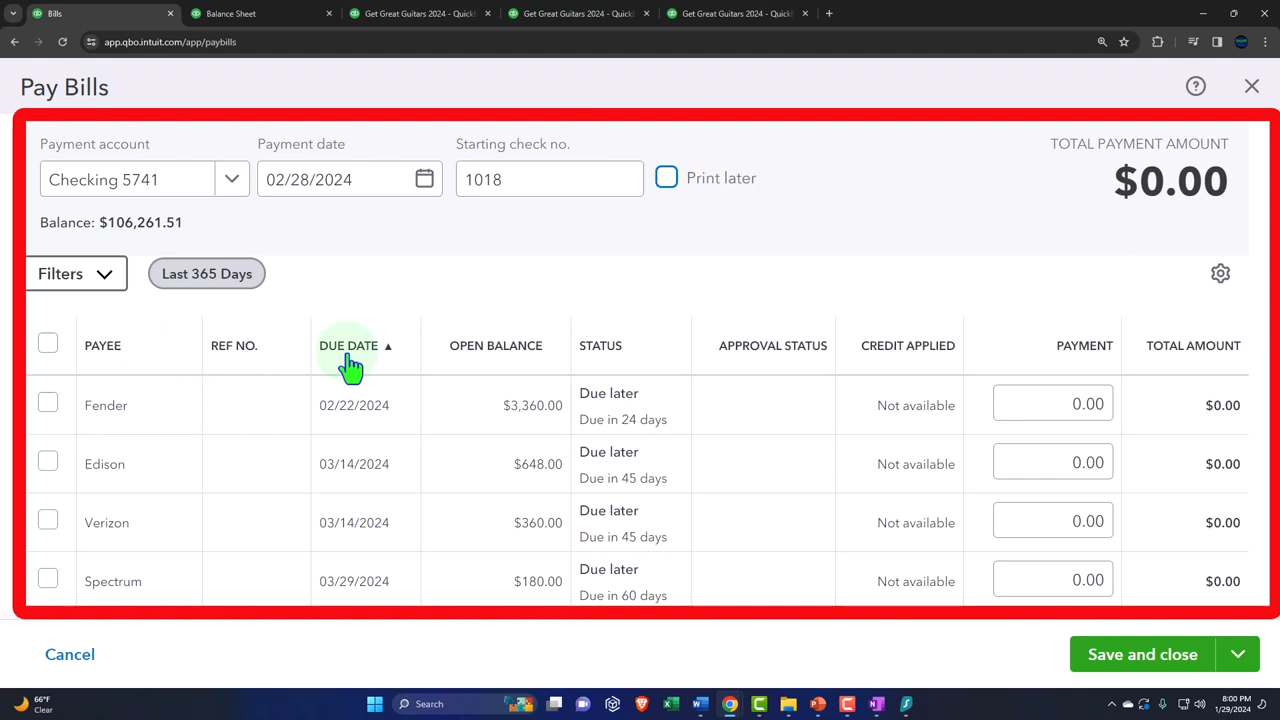 Bills
Balance Sheet
Get Great Guitars 2024 - Quick
Get Great Guitars 2024 - Quick
Get Great Guitars 2024 - Quick
app.qbo.intuit.com/app/paybills
Pay Bills
Payment account
Payment date
Starting check no.
TOTAL PAYMENT AMOUNT
Checking 5741
02/28/2024
1018
Print later
$0.00
Balance: $106,261.51
Filters
Last 365 Days
PAYEE REF NO. DUE DATE ▲ OPEN BALANCE STATUS APPROVAL STATUS CREDIT APPLIED PAYMENT TOTAL AMOUNT
Fender 02/22/2024 $3,360.00 Due later Not available 0.00 $0.00
Due in 24 days
Edison 03/14/2024 $648.00 Due later Not available 0.00 $0.00
Due in 45 days
Verizon 03/14/2024 $360.00 Due later Not available 0.00 $0.00
Due in 45 days
Spectrum 03/29/2024 $180.00 Due later Not available 0.00 $0.00
Due in 60 days
Cancel
Save and close
66°F
Clear
Search
8:00 PM
1/29/2024